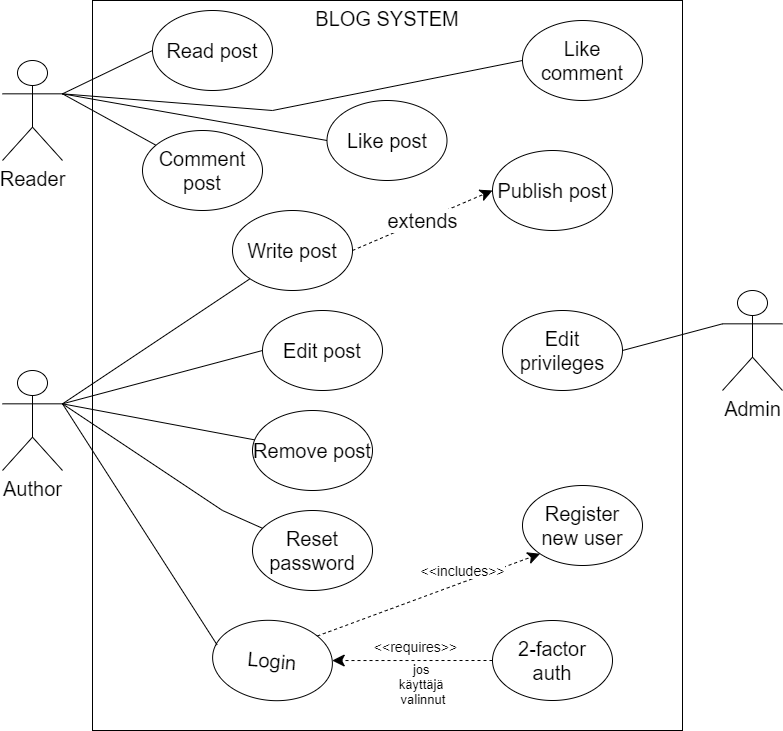 BLOG SYSTEM
Read post
Like
comment
Like post
Comment
post
Reader
Publish post
extends
Write post
Edit post
Edit
privileges
Admin
Author
Remove post
Reset
password
Register
new user
<<includes>>
Login
<<requires>>
jos
käyttäjä
valinnut
2-factor
auth